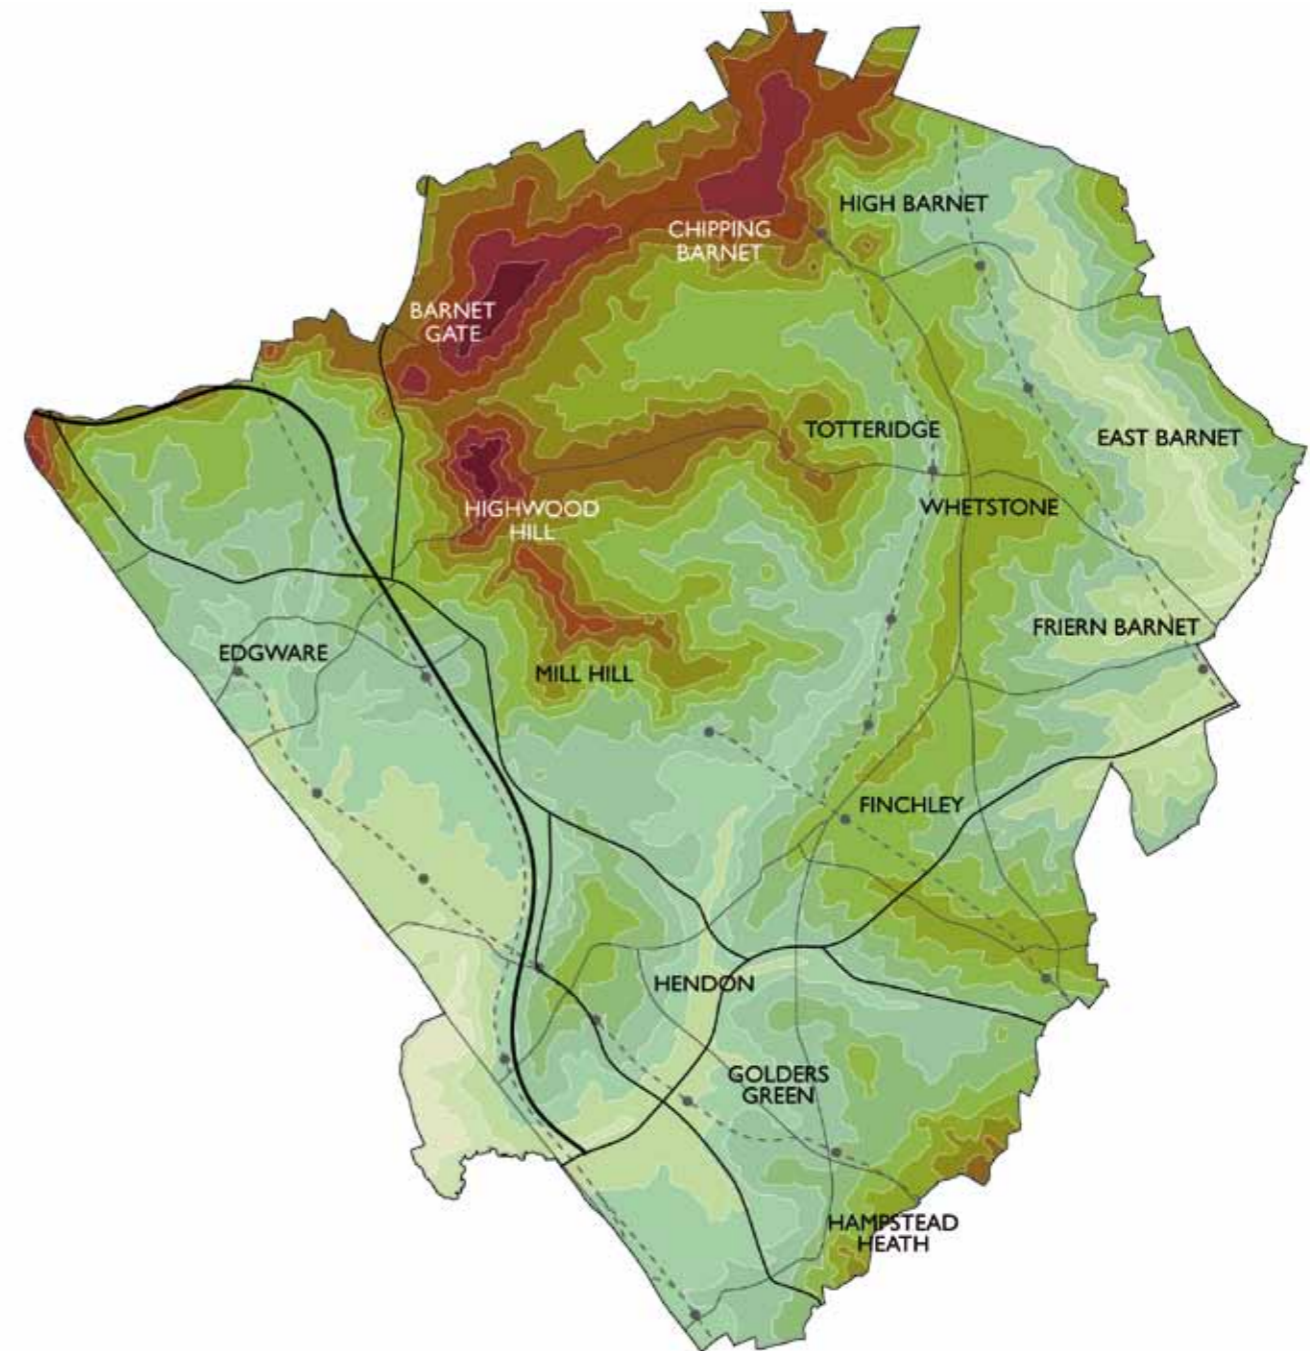 HIGH BARNET
CHIPPING
BARNET
BARNET
GATE
TOTTERIDGE
EAST BARNET
HIGHWOOD
HILL
WHETSTONE
FRIERN BARNET
EDGWARE
MILL HILL
FINCHLEY
HENDON
GOLDERS
GREEN
HAMPSTEAD
HEATH